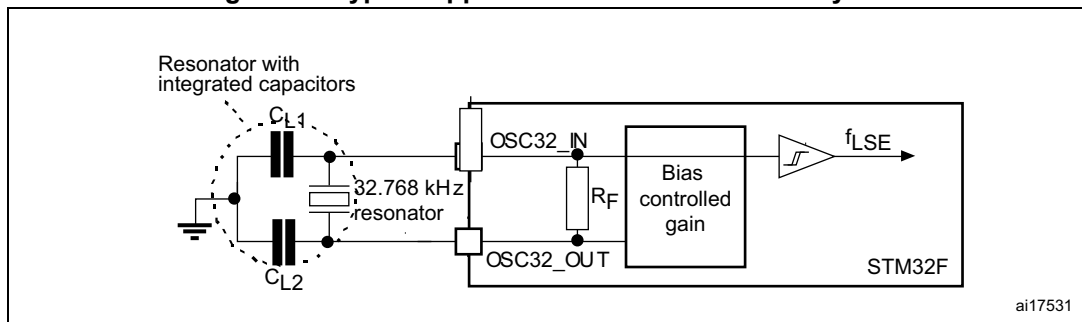 Resonator with
integrated capacitors
CL1
32.768 kHz
resonator
CL2
OSC32_IN
OSC32_OUT
RF
Bias
controlled
gain
fLSE
STM32F
ai17531